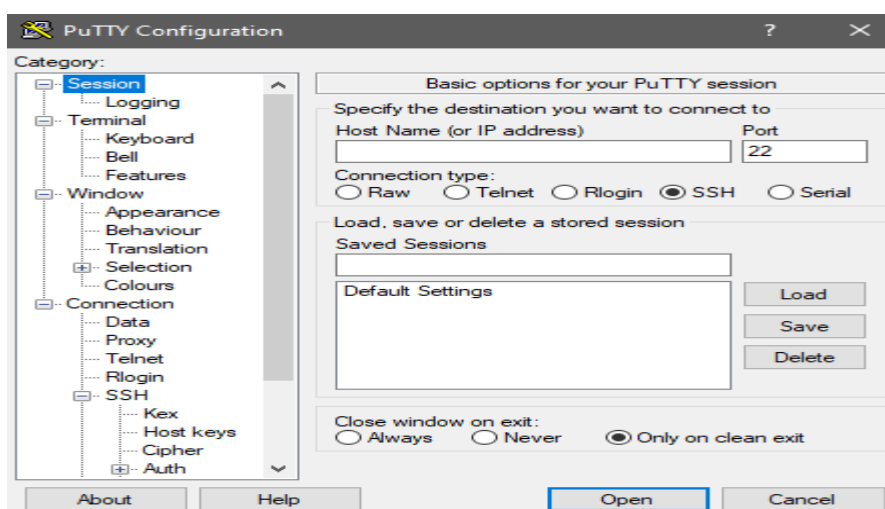 PuTTY Configuration ? ×
Category:
Session
Logging
Terminal
Keyboard
Bell
Features
Window
Appearance
Behaviour
Translation
Selection
Colours
Connection
Data
Proxy
Telnet
Rlogin
SSH
Kex
Host keys
Cipher
Auth
Basic options for your PuTTY session
Specify the destination you want to connect to
Host Name (or IP address) Port
22
Connection type:
Raw Telnet Rlogin SSH Serial
Load, save or delete a stored session
Saved Sessions
Default Settings
Load
Save
Delete
Close window on exit:
Always Never Only on clean exit
About Help Open Cancel